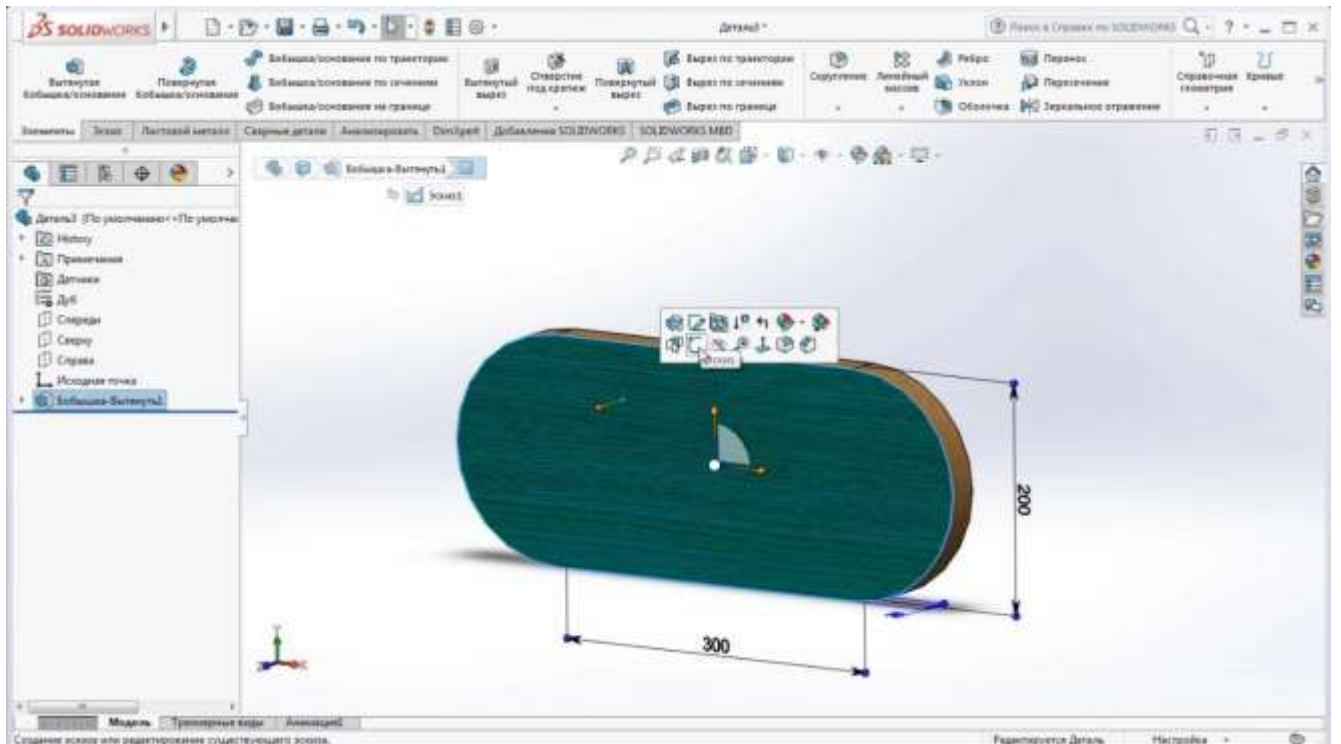 SOLIDWORKS
Деталь3 *
Поиск в Справке по SOLIDWORKS
Вытянутая бобышка/основание
Повернутая бобышка/основание
Бобышка/основание по траектории
Бобышка/основание по сечениям
Бобышка/основание на границе
Вытянутый вырез
Отверстие под крепеж
Повернутый вырез
Вырез по траектории
Вырез по сечениям
Вырез по границе
Скругление
Линейный массив
Ребро
Уклон
Оболочка
Перенос
Пересечение
Зеркальное отражение
Справочная геометрия
Кривые
Элементы Эскиз Листовой металл Сварные детали Анализировать DimXpert Добавления SOLIDWORKS SOLIDWORKS MBD
Бобышка-Вытянуть1
Эскиз1
Деталь3 (По умолчанию<<По умолча
History
Примечания
Датчики
Дуб
Спереди
Сверху
Справа
Исходная точка
Бобышка-Вытянуть1
Эскиз
200
300
Модель Трехмерные виды Анимация1
Создание эскиза или редактирование существующего эскиза.
Редактируется Деталь
Настройка